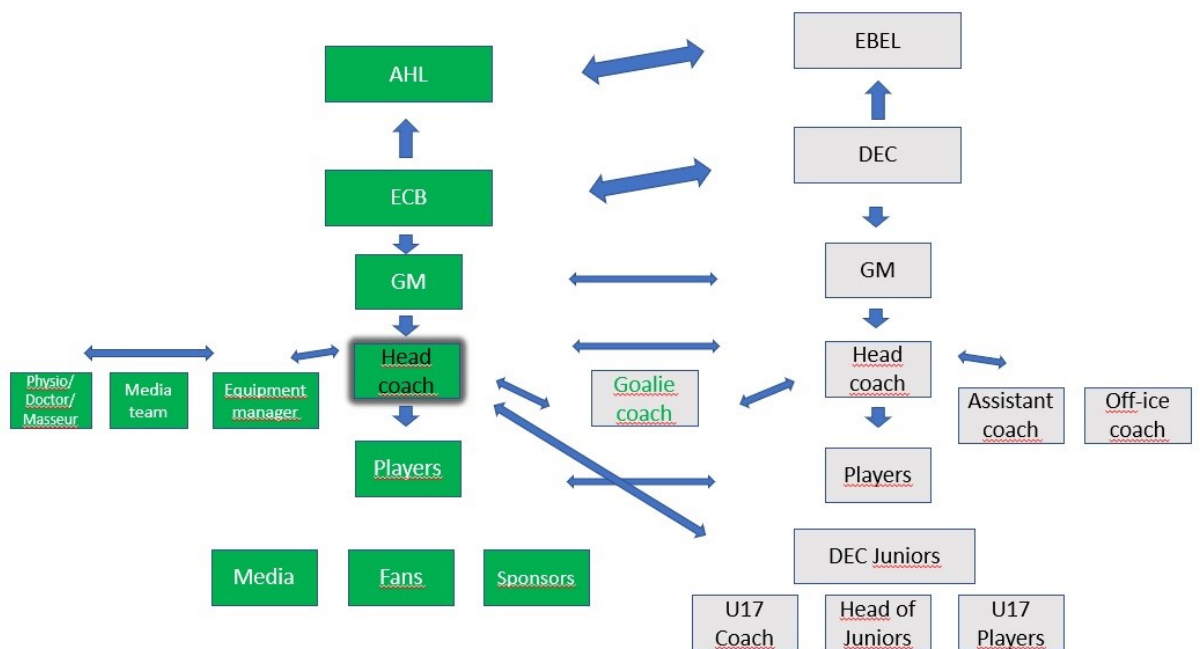 EBEL
AHL
DEC
ECB
GM
GM
Physio/
Doctor/
Masseur
Media
team
Equipment
manager
Head
coach
Goalie
coach
Head
coach
Assistant
coach
Off-ice
coach
Players
Players
Media
Fans
Sponsors
DEC Juniors
U17
Coach
Head of
Juniors
U17
Players